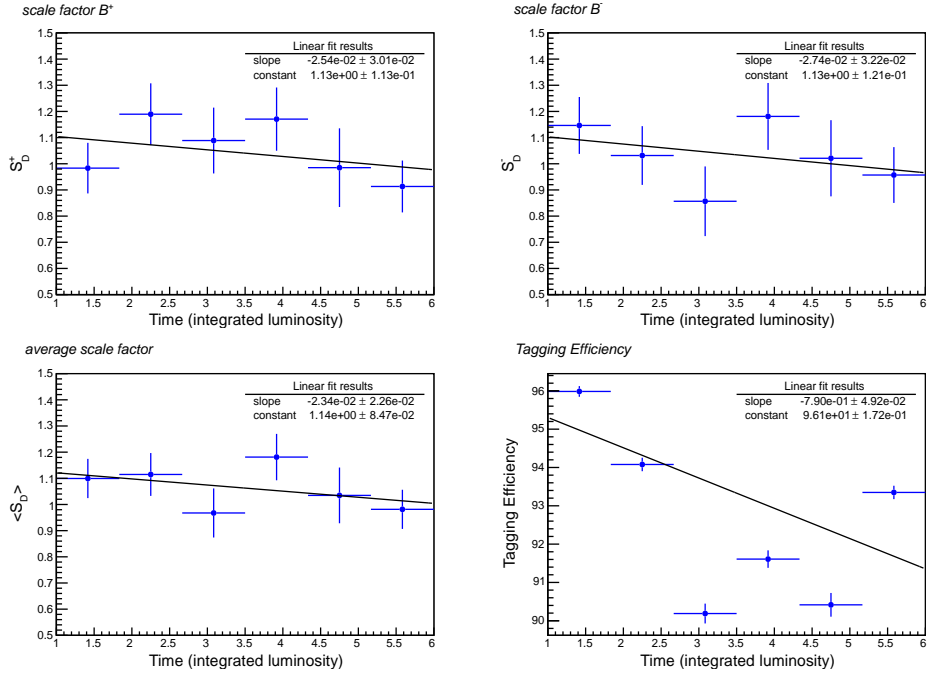 scale factor B+
Linear fit results
slope -2.54e-02 ± 3.01e-02
constant 1.13e+00 ± 1.13e-01
S_D^+
1.5
1.4
1.3
1.2
1.1
1
0.9
0.8
0.7
0.6
0.5
1 1.5 2 2.5 3 3.5 4 4.5 5 5.5 6
Time (integrated luminosity)
scale factor B-
Linear fit results
slope -2.74e-02 ± 3.22e-02
constant 1.13e+00 ± 1.21e-01
S_D^-
1.5
1.4
1.3
1.2
1.1
1
0.9
0.8
0.7
0.6
0.5
1 1.5 2 2.5 3 3.5 4 4.5 5 5.5 6
Time (integrated luminosity)
average scale factor
Linear fit results
slope -2.34e-02 ± 2.26e-02
constant 1.14e+00 ± 8.47e-02
<S_D>
1.5
1.4
1.3
1.2
1.1
1
0.9
0.8
0.7
0.6
0.5
1 1.5 2 2.5 3 3.5 4 4.5 5 5.5 6
Time (integrated luminosity)
Tagging Efficiency
Linear fit results
slope -7.90e-01 ± 4.92e-02
constant 9.61e+01 ± 1.72e-01
Tagging Efficiency
96
95
94
93
92
91
90
1 1.5 2 2.5 3 3.5 4 4.5 5 5.5 6
Time (integrated luminosity)